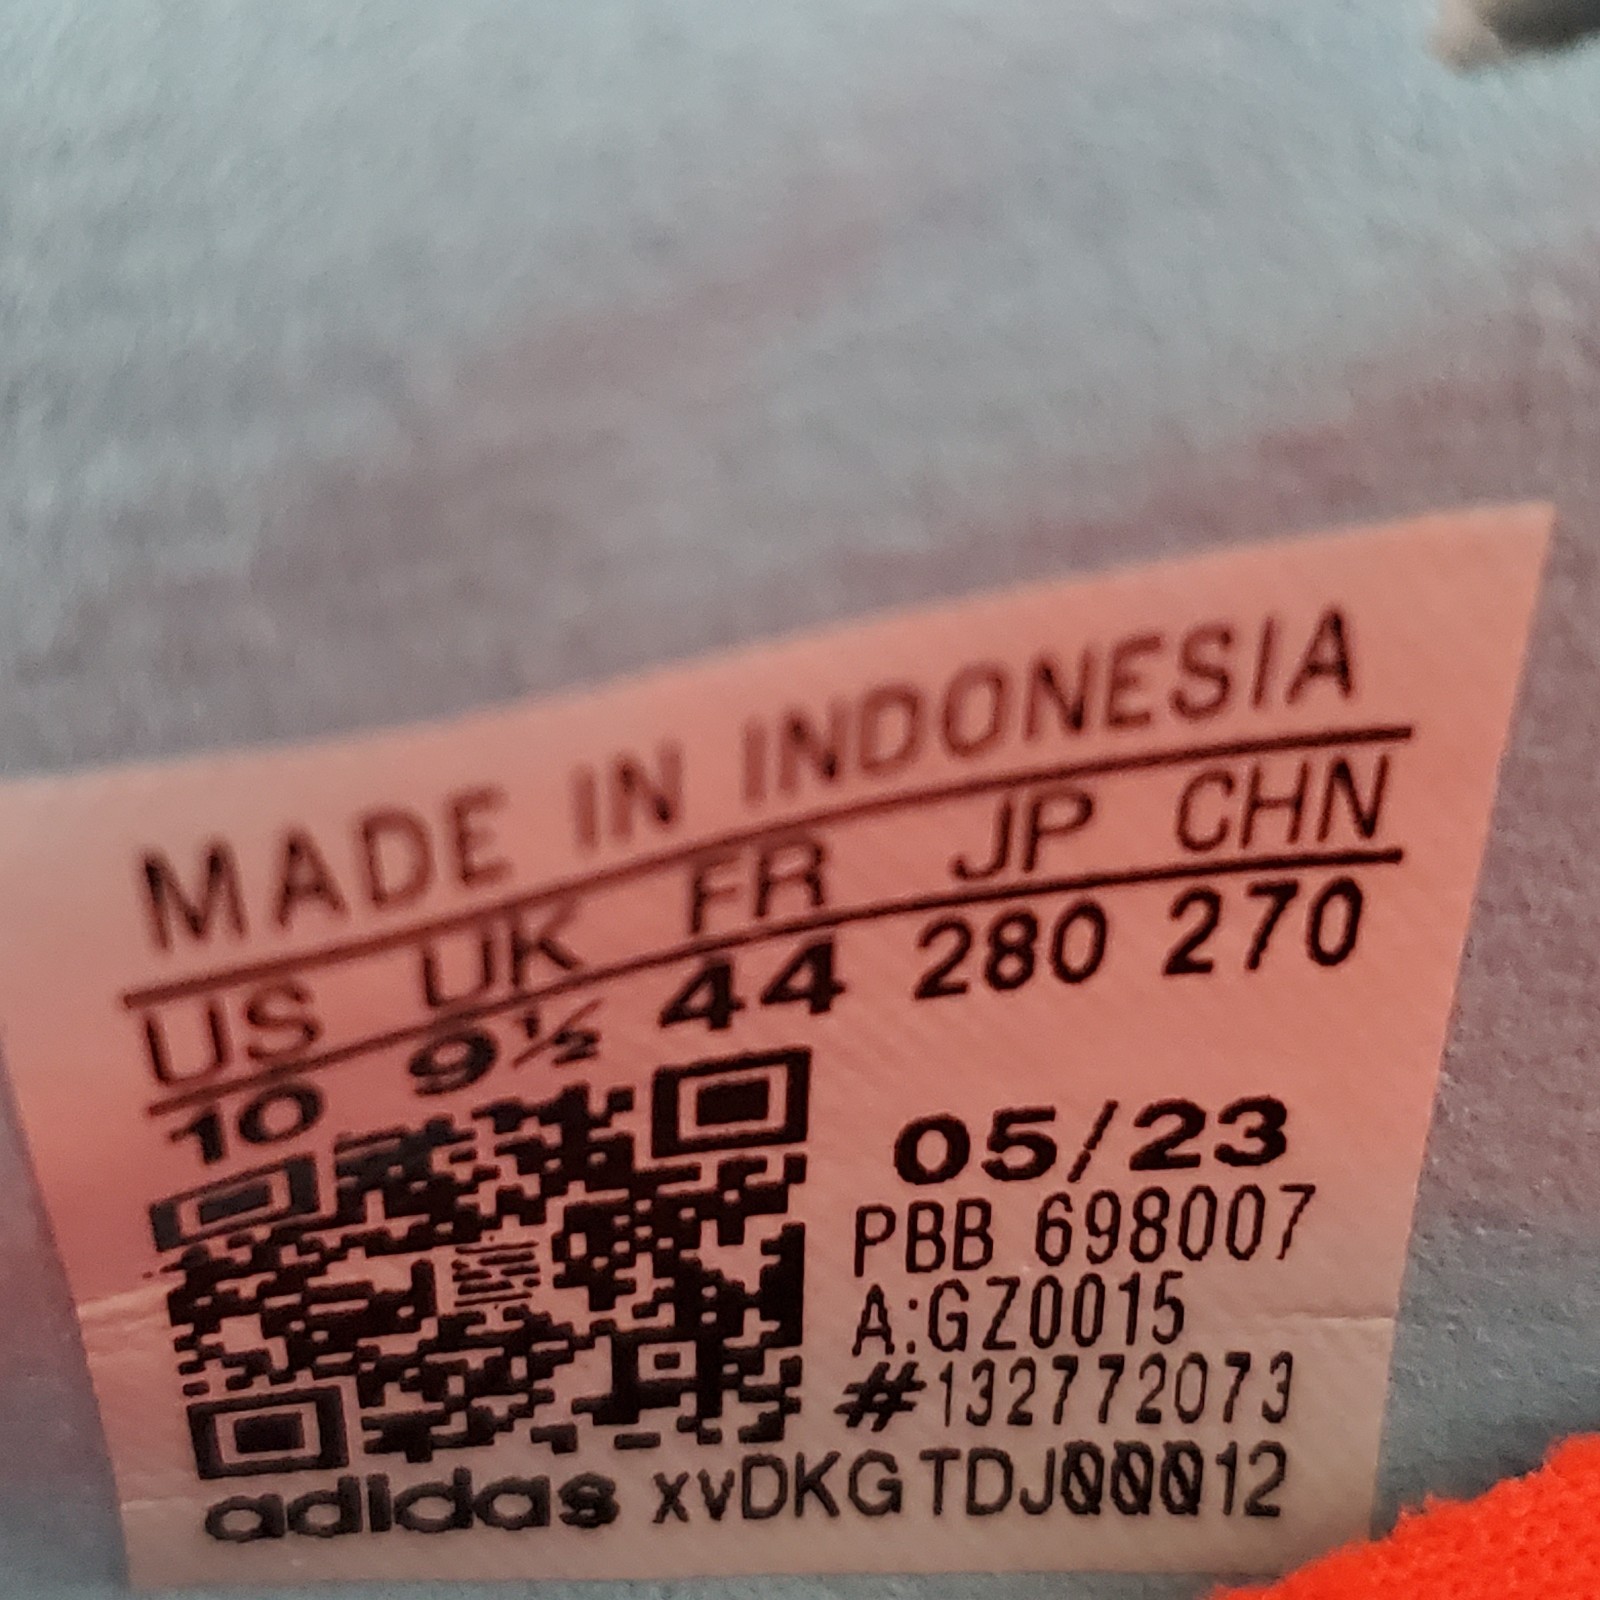 MADE IN INDONESIA
US UK FR JP CHN
10 9½ 44 280 270
05/23
PBB 698007
A:GZ0015
#132772073
adidas xvDKGTDJ00012